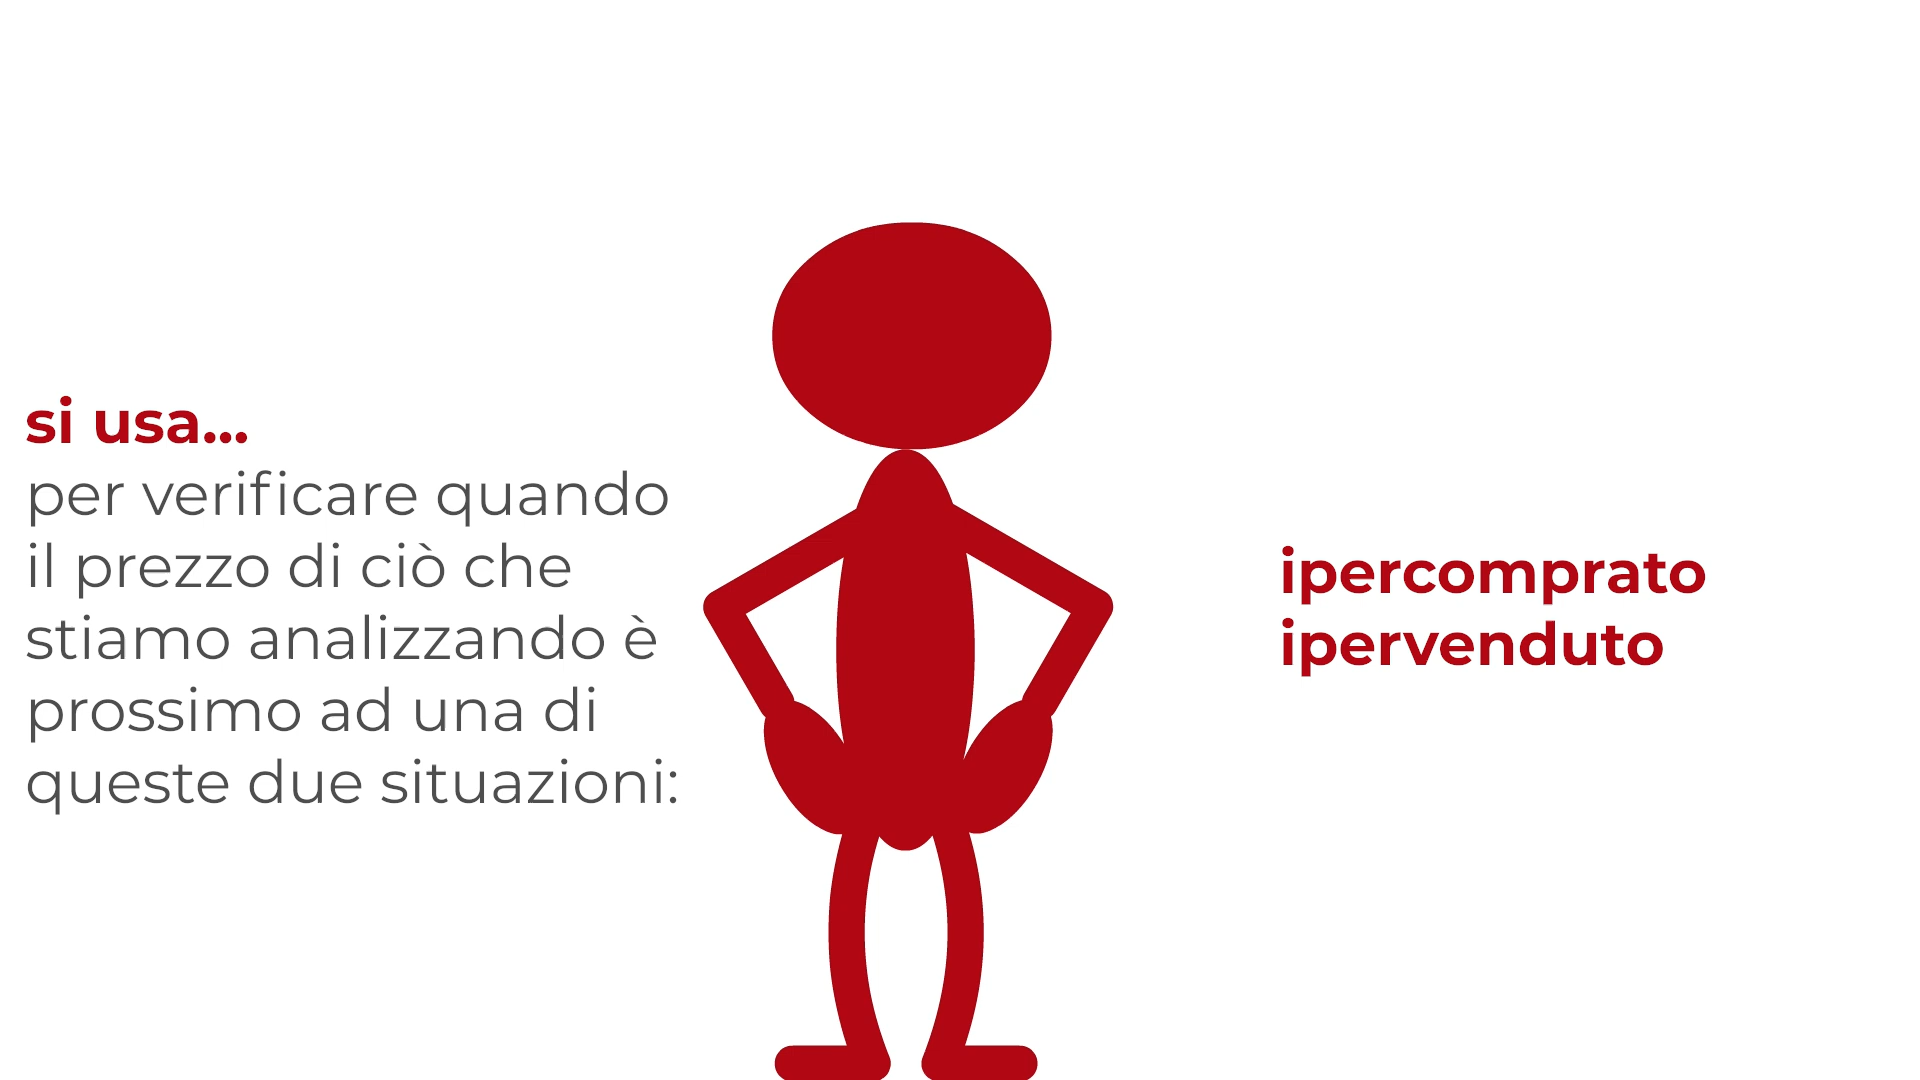 si usa...
per verificare quando
il prezzo di ciò che
stiamo analizzando è
prossimo ad una di
queste due situazioni:
ipercomprato
ipervenduto